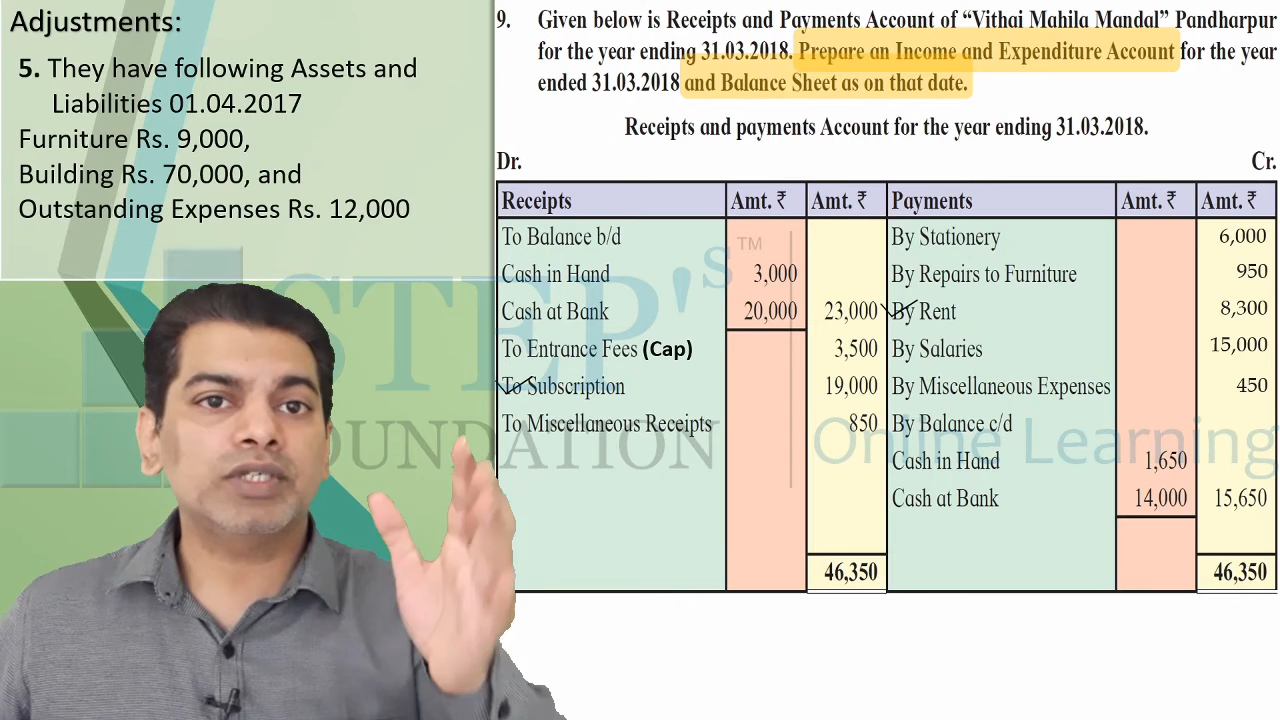 Adjustments:
5. They have following Assets and
Liabilities 01.04.2017
Furniture Rs. 9,000,
Building Rs. 70,000, and
Outstanding Expenses Rs. 12,000
9. Given below is Receipts and Payments Account of “Vithai Mahila Mandal” Pandharpur
for the year ending 31.03.2018. Prepare an Income and Expenditure Account for the year
ended 31.03.2018 and Balance Sheet as on that date.
Receipts and payments Account for the year ending 31.03.2018.
Dr. Cr.
Receipts Amt. ₹ Amt. ₹ Payments Amt. ₹ Amt. ₹
To Balance b/d By Stationery 6,000
Cash in Hand 3,000 By Repairs to Furniture 950
Cash at Bank 20,000 23,000 By Rent 8,300
To Entrance Fees (Cap) 3,500 By Salaries 15,000
To Subscription 19,000 By Miscellaneous Expenses 450
To Miscellaneous Receipts 850 By Balance c/d
Cash in Hand 1,650
Cash at Bank 14,000 15,650
46,350 46,350
STEP's TM
FOUNDATION
Online Learning